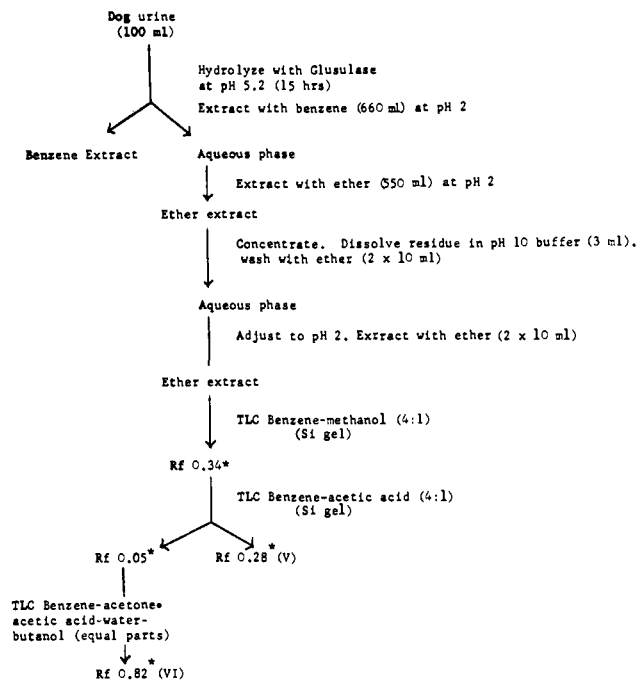 Dog urine
(100 ml)
Hydrolyze with Glusulase
at pH 5.2 (15 hrs)
Extract with benzene (660 ml) at pH 2
Benzene Extract
Aqueous phase
Extract with ether (550 ml) at pH 2
Ether extract
Concentrate. Dissolve residue in pH 10 buffer (3 ml).
wash with ether (2 x 10 ml)
Aqueous phase
Adjust to pH 2. Exrract with ether (2 x 10 ml)
Ether extract
TLC Benzene-methanol (4:1)
(Si gel)
Rf 0.34*
TLC Benzene-acetic acid (4:1)
(Si gel)
Rf 0.05*
Rf 0.28* (V)
TLC Benzene-acetone-
acetic acid-water-
butanol (equal parts)
Rf 0.82* (VI)